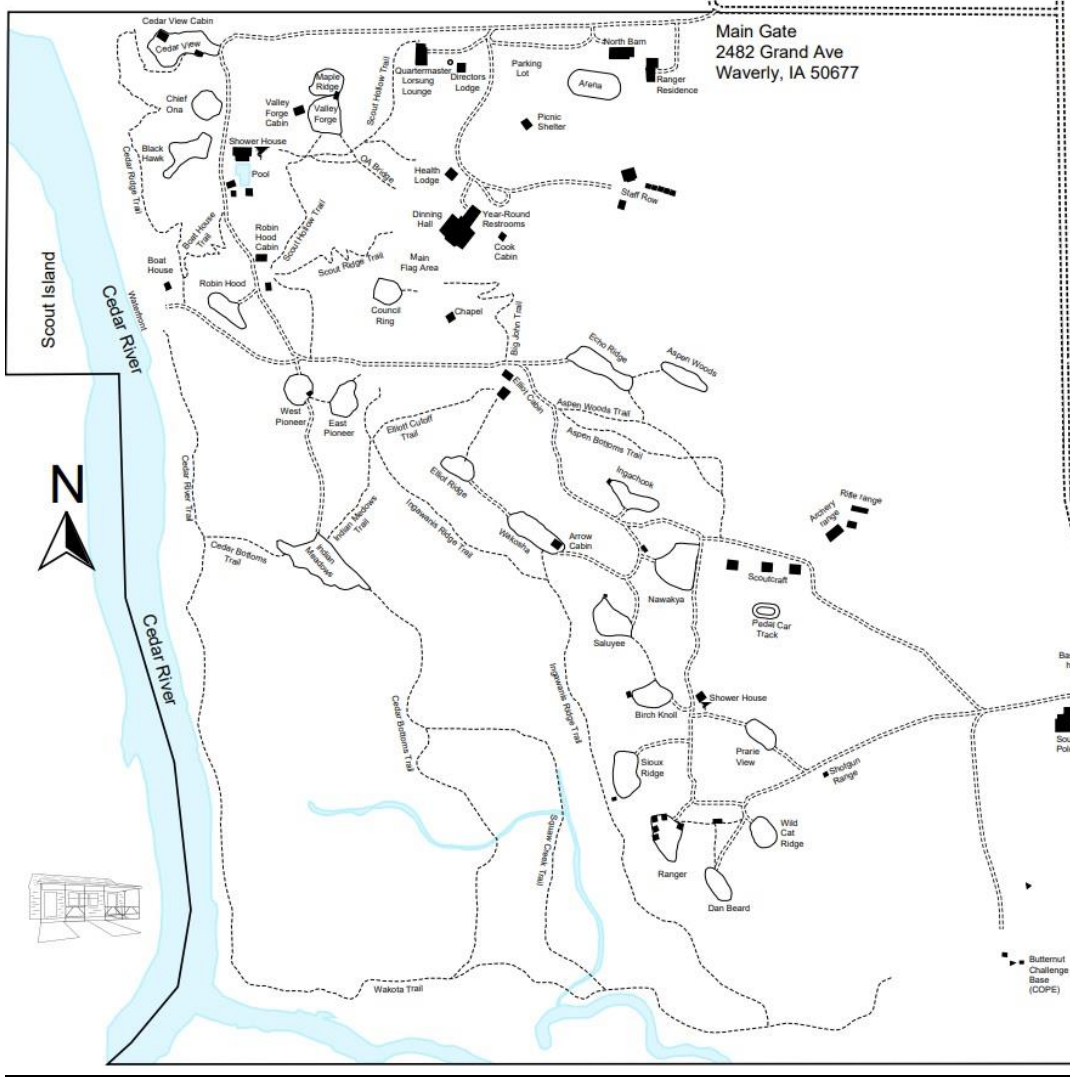 Main Gate
2482 Grand Ave
Waverly, IA 50677
Cedar View Cabin
Cedar View
Chief
Ona
Black
Hawk
Cedar Ridge Trail
Maple
Ridge
Valley
Forge
Valley
Forge
Cabin
Scout Hollow Trail
Quartermaster
Lorsung
Lounge
Directors
Lodge
Parking
Lot
North Barn
Arena
Ranger
Residence
Picnic
Shelter
Shower House
Pool
OA Bridge
Health
Lodge
Staff Row
Dinning
Hall
Year-Round
Restrooms
Cook
Cabin
Boat House
Trail
Robin
Hood
Cabin
Scout Hollow Trail
Scout Ridge Trail
Main
Flag Area
Boat
House
Robin Hood
Waterfront
Scout Island
Cedar River
Council
Ring
Chapel
Big John Trail
Echo Ridge
Aspen Woods
West
Pioneer
East
Pioneer
Elliot Cabin
Aspen Woods Trail
Elliott Cutoff
Trail
Aspen Bottoms Trail
N
Cedar River Trail
Elliot Ridge
Ingachook
Indian Medows
Trail
Ingawanis Ridge Trail
Wakosha
Arrow
Cabin
Archery
range
Rifle range
Cedar Bottoms
Trail
Indian
Meadows
Nawakya
Scoutcraft
Pedal Car
Track
Saluyee
Cedar River
Cedar Bottoms Trail
Ingawanis Ridge Trail
Birch Knoll
Shower House
Prarie
View
Sioux
Ridge
Shotgun
Range
Squaw Creek Trail
Wild
Cat
Ridge
Ranger
Dan Beard
Wakota Trail
Butternut
Challenge
Base
(COPE)